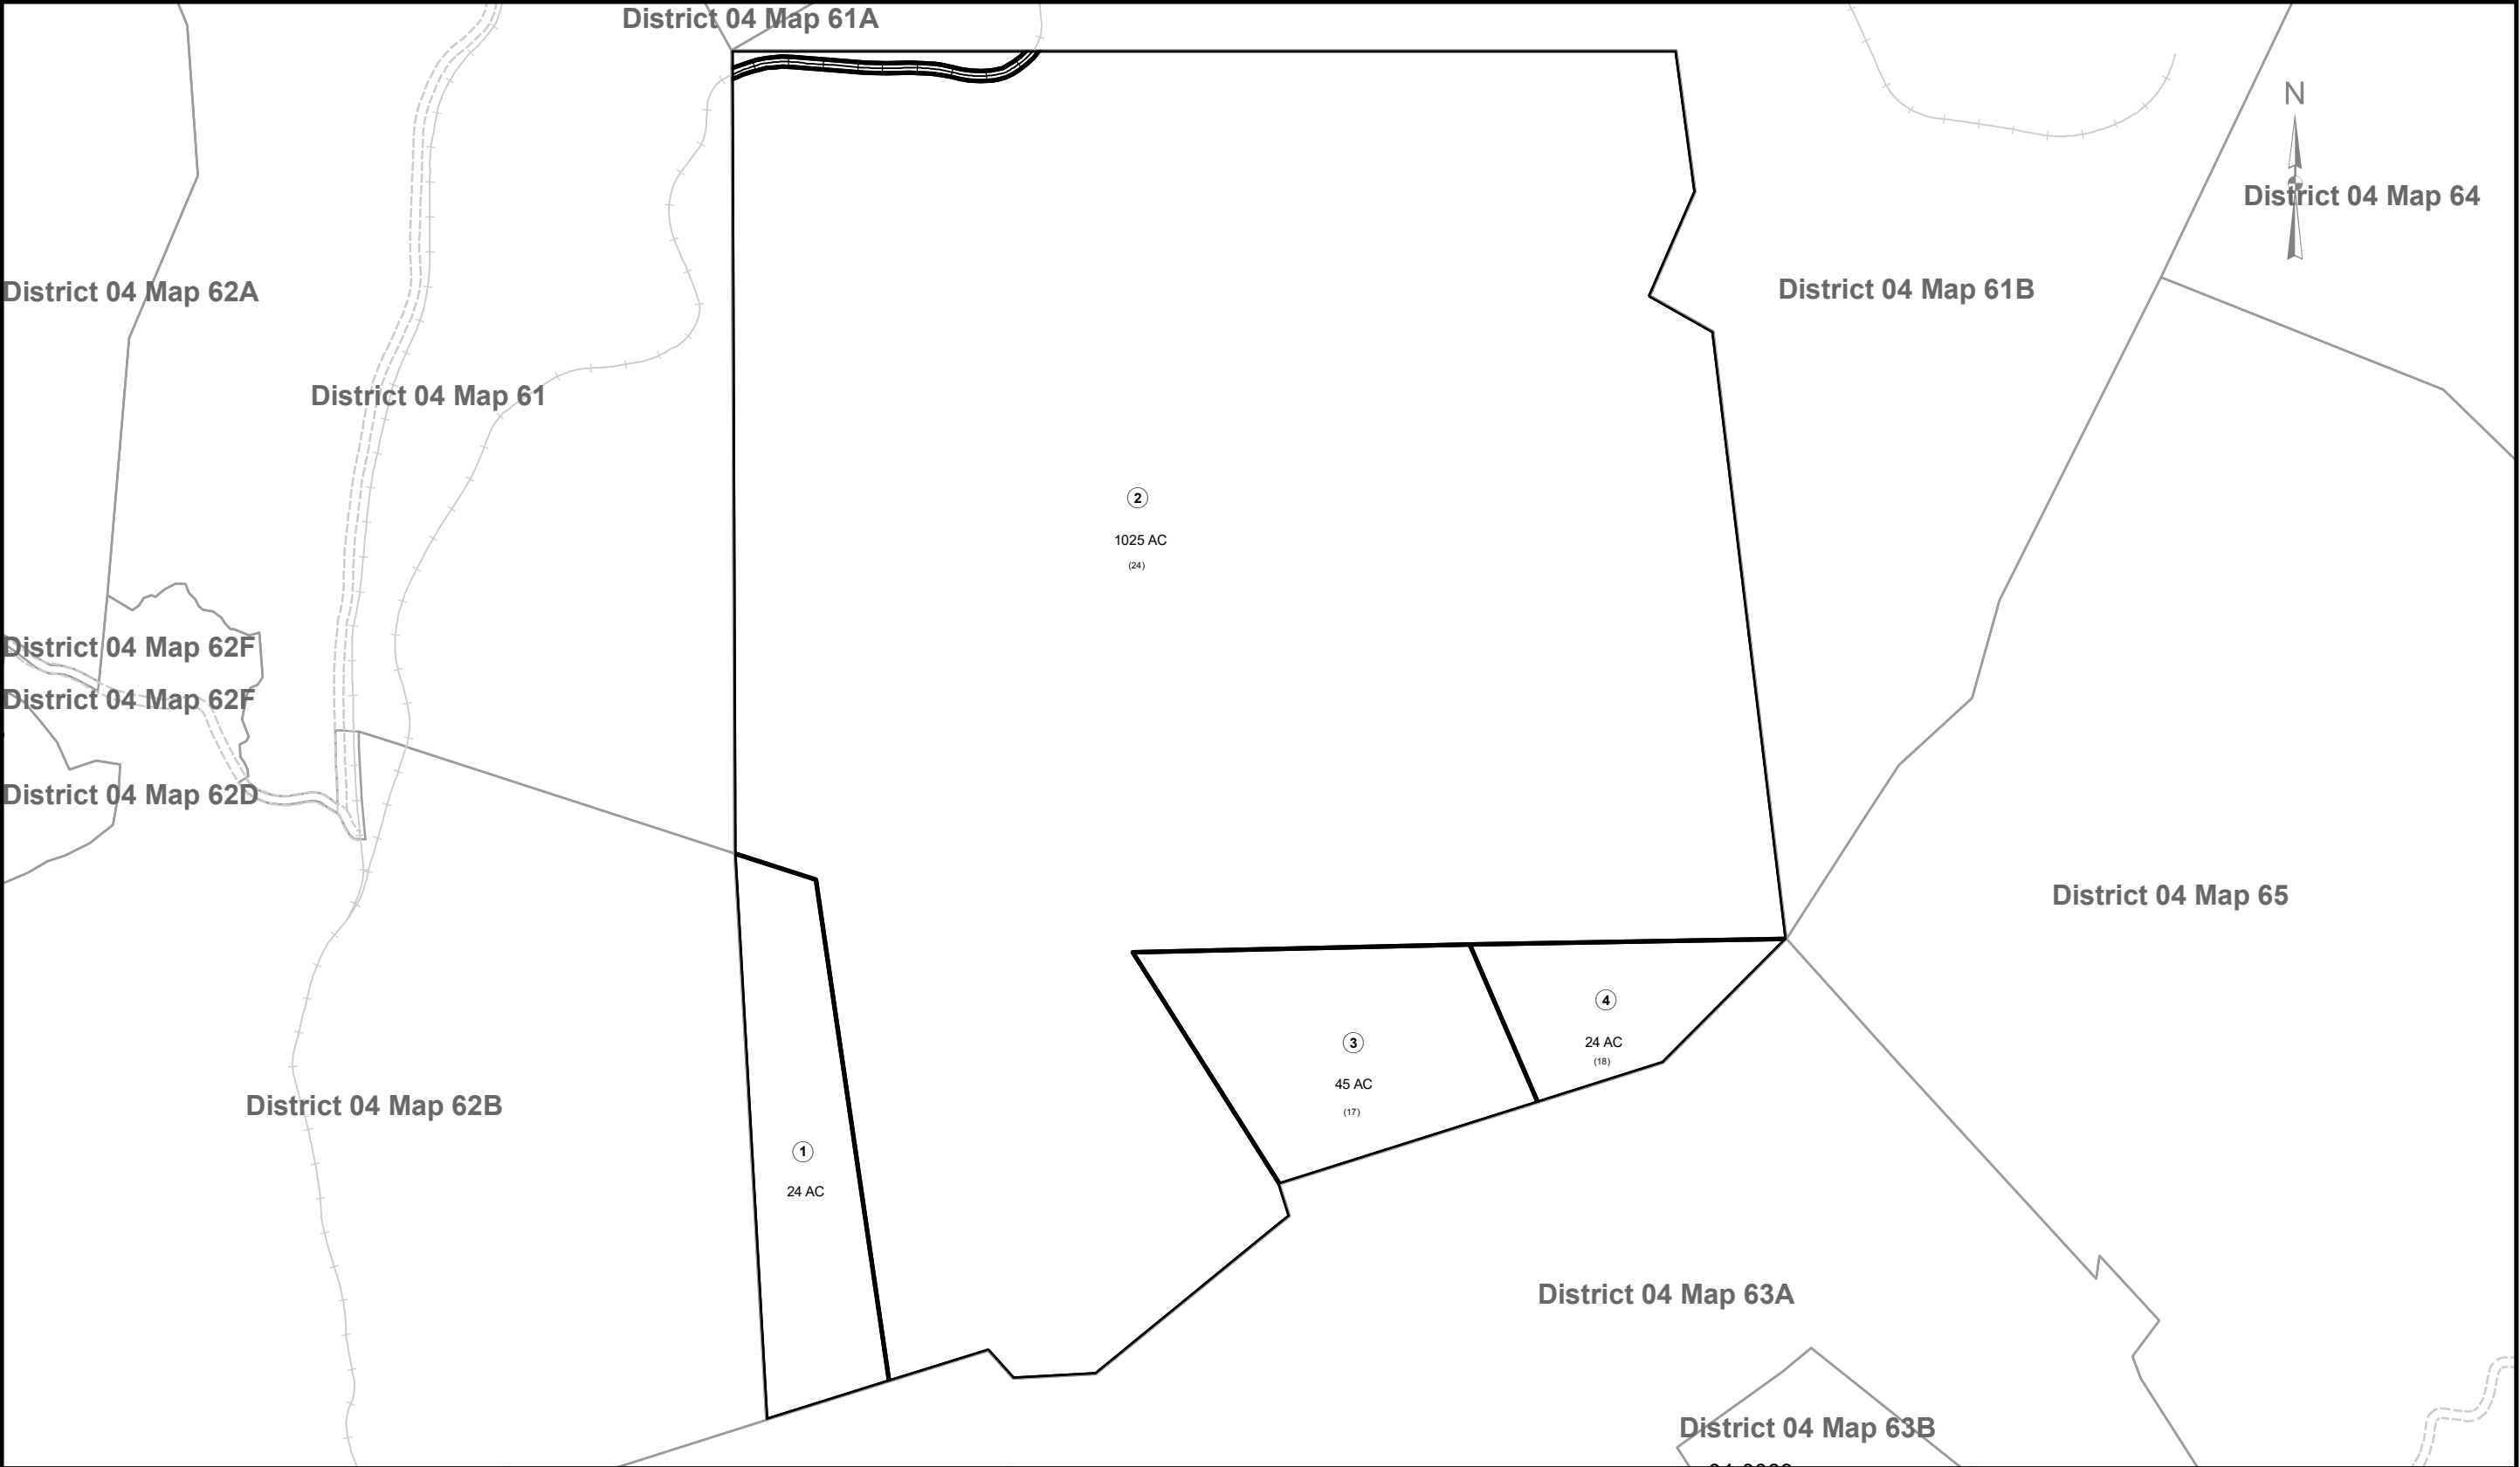 District 04 Map 61A
N
District 04 Map 64
District 04 Map 62A
District 04 Map 61B
District 04 Map 61
2
1025 AC
(24)
District 04 Map 62F
District 04 Map 62F
District 04 Map 62D
District 04 Map 65
4
24 AC
(18)
3
45 AC
(17)
District 04 Map 62B
1
24 AC
District 04 Map 63A
District 04 Map 63B